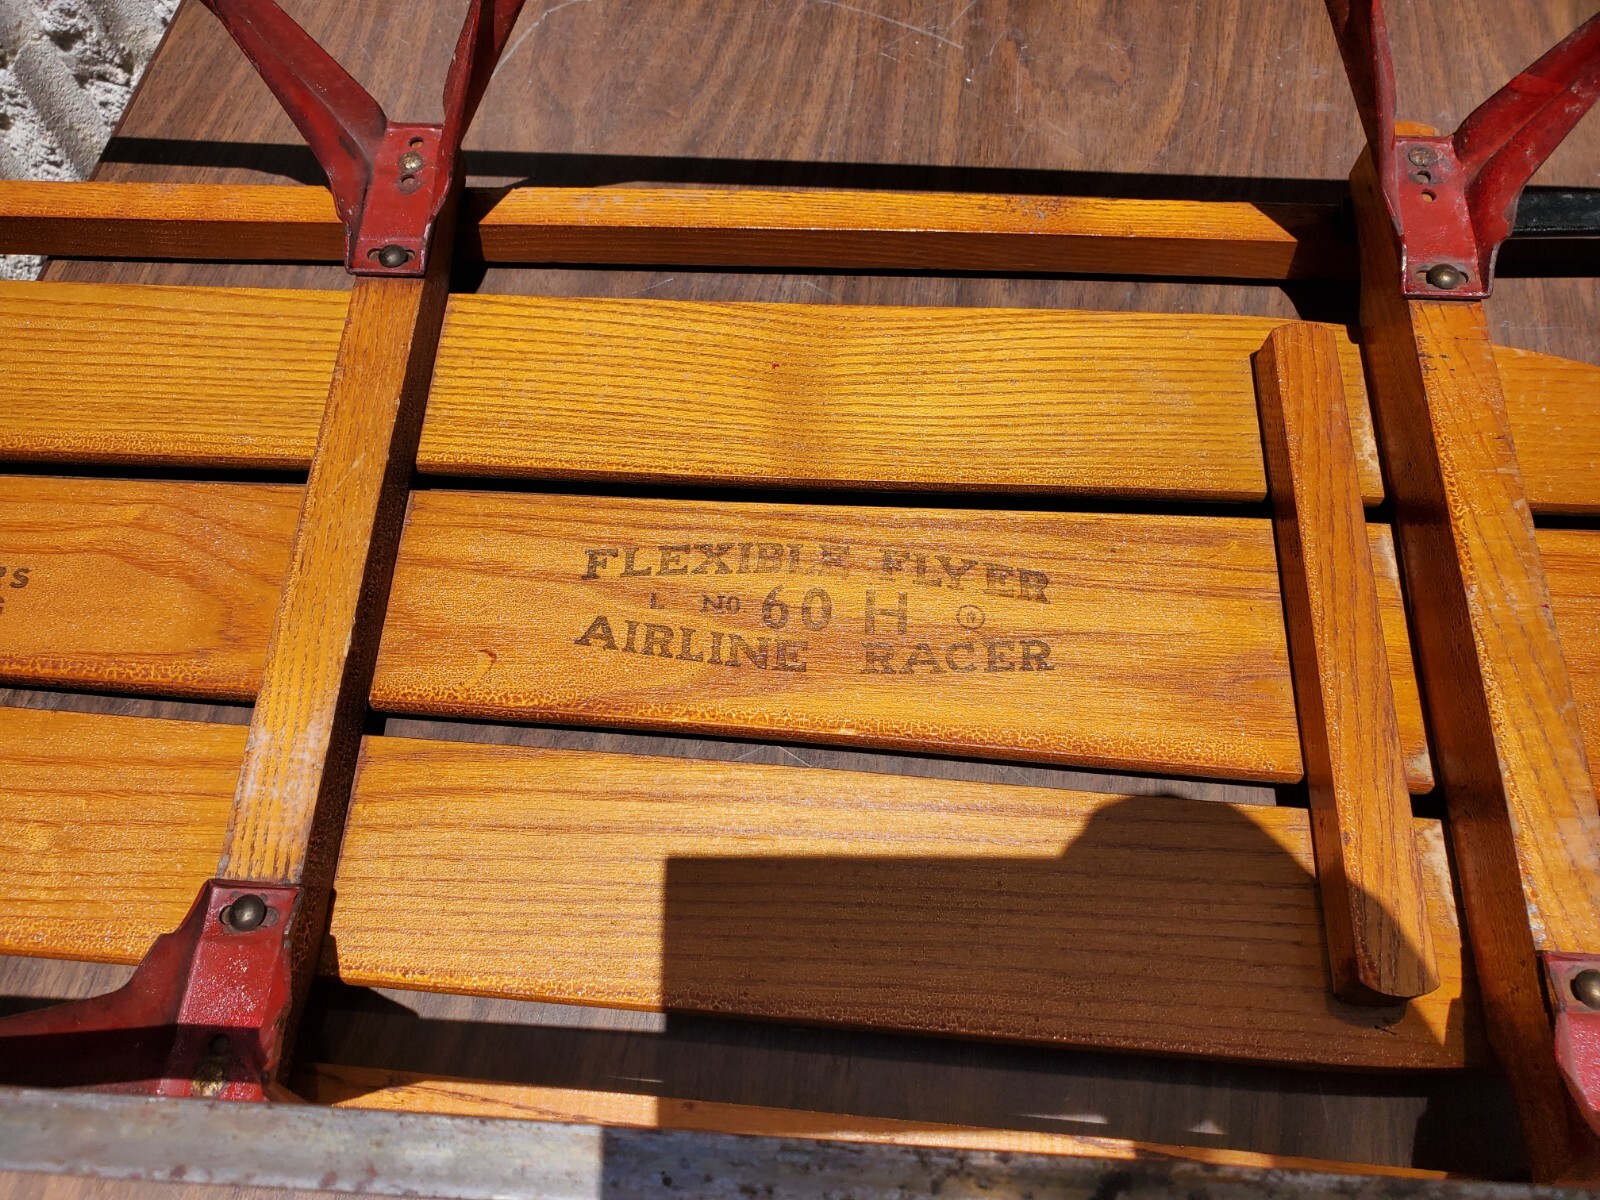 FLEXIBLE FLYER
L No. 60 H ®
AIRLINE RACER